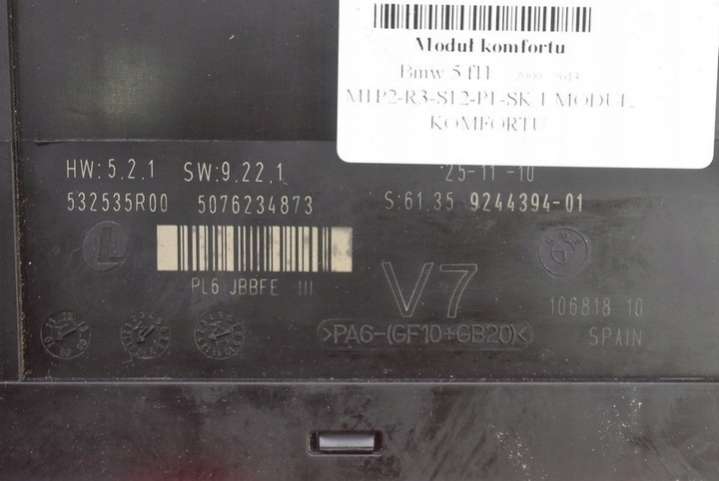 Moduł komfortu
Bmw 5 f11
M1P2-R3-S12-P1-SK 1 MODUŁ
KOMFORTU
HW:5.2.1 SW:9.22.1 25-11-10
532535R00 5076234873 S:61.35 9244394-01
PL6 JBBFE III
V7
106818 10
>PA6-(GF10+GB20)<
SPAIN